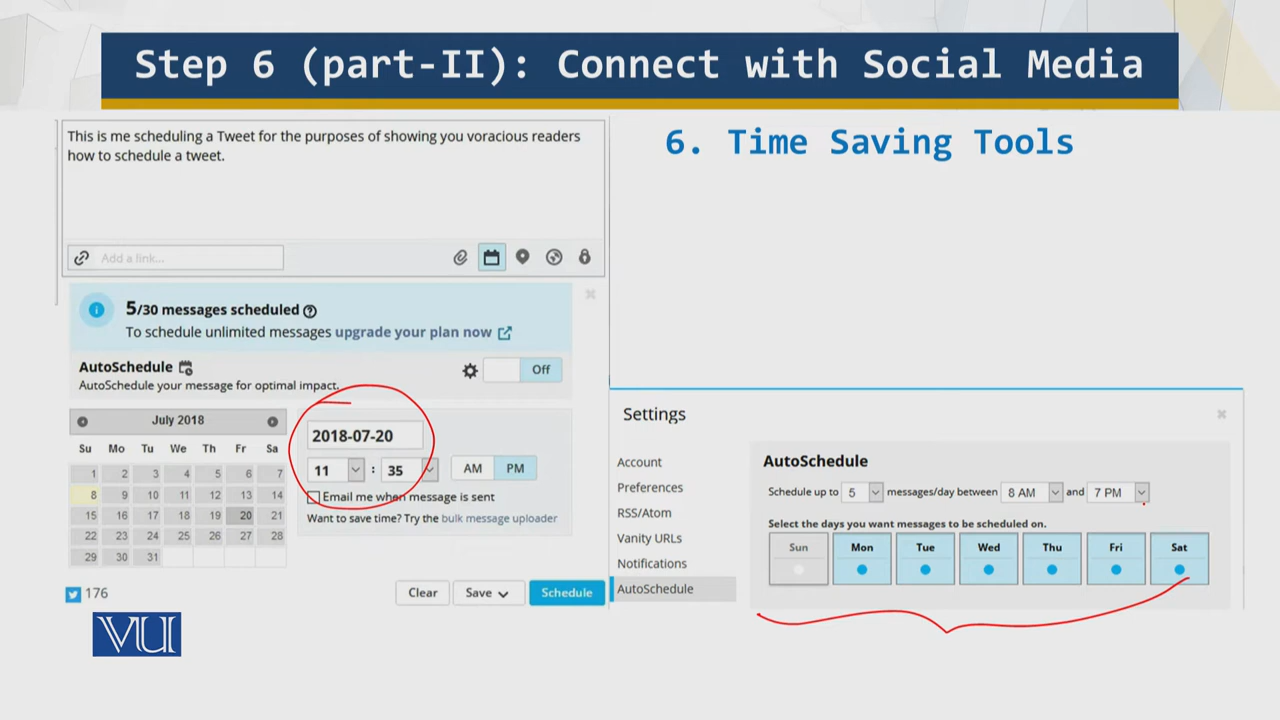 Step 6 (part-II): Connect with Social Media
This is me scheduling a Tweet for the purposes of showing you voracious readers
how to schedule a tweet.
Add a link...
5/30 messages scheduled
To schedule unlimited messages upgrade your plan now
AutoSchedule
Off
AutoSchedule your message for optimal impact.
July 2018
Su Mo Tu We Th Fr Sa
1 2 3 4 5 6 7
8 9 10 11 12 13 14
15 16 17 18 19 20 21
22 23 24 25 26 27 28
29 30 31
2018-07-20
11 : 35 AM PM
Email me when message is sent
Want to save time? Try the bulk message uploader
176
Clear Save Schedule
VU
6. Time Saving Tools
Settings
Account
Preferences
RSS/Atom
Vanity URLs
Notifications
AutoSchedule
AutoSchedule
Schedule up to 5 messages/day between 8 AM and 7 PM
Select the days you want messages to be scheduled on.
Sun Mon Tue Wed Thu Fri Sat